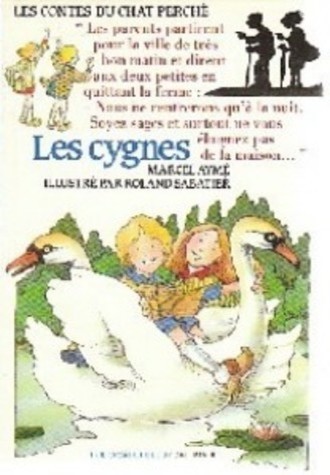 LES CONTES DU CHAT PERCHÉ
"Les parents partirent
pour la ville de très
bon matin et dirent
aux deux petites en
quittant la ferme :
Nous ne rentrerons qu'à la nuit.
Soyez sages et surtout ne vous
éloignez pas
de la maison..."
Les cygnes
MARCEL AYMÉ
ILLUSTRÉ PAR ROLAND SABATIER